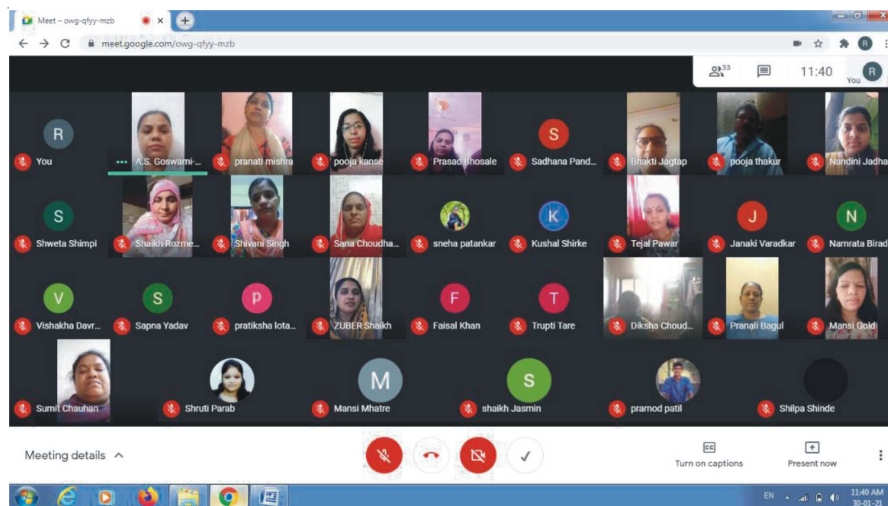 Meet – owg-qfyy-mzb
meet.google.com/owg-qfyy-mzb
R
33
11:40
You
R
R
S
You
A.S. Goswami-...
pranati mishra
pooja kanse
Prasad Bhosale
Sadhana Pand...
Bhakti Jagtap
pooja thakur
Nandini Jadha
S
K
J
N
Shweta Shimpi
Shaikh Rozme...
Shivani Singh
Sana Choudha...
sneha patankar
Kushal Shirke
Tejal Pawar
Janaki Varadkar
Namrata Birad
V
S
p
F
T
Vishakha Davr...
Sapna Yadav
pratiksha lota...
ZUBER Shaikh
Faisal Khan
Trupti Tare
Diksha Choud...
Pranali Bagul
Mansi Gold
M
S
Sumit Chauhan
Shruti Parab
Mansi Mhatre
shaikh Jasmin
pramod patil
Shilpa Shinde
Meeting details
CC
Turn on captions
Present now
EN
11:40 AM
30-01-21